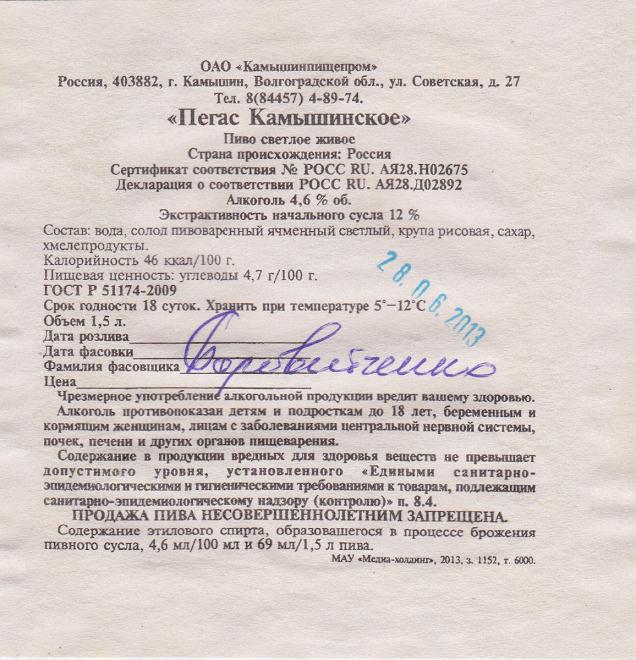 ОАО «Камышинпищепром»
Россия, 403882, г. Камышин, Волгоградской обл., ул. Советская, д. 27
Тел. 8(84457) 4-89-74.
«Пегас Камышинское»
Пиво светлое живое
Страна происхождения: Россия
Сертификат соответствия № РОСС RU. АЯ28.Н02675
Декларация о соответствии РОСС RU. АЯ28.Д02892
Алкоголь 4,6 % об.
Экстрактивность начального сусла 12 %
Состав: вода, солод пивоваренный ячменный светлый, крупа рисовая, сахар,
хмелепродукты.
Калорийность 46 ккал/100 г.
Пищевая ценность: углеводы 4,7 г/100 г.
ГОСТ Р 51174-2009
Срок годности 18 суток. Хранить при температуре 5°—12°С
28.06.2013
Объем 1,5 л.
Дата розлива
Дата фасовки
Фамилия фасовщика
Цена
Чрезмерное употребление алкогольной продукции вредит вашему здоровью.
Алкоголь противопоказан детям и подросткам до 18 лет, беременным и
кормящим женщинам, лицам с заболеваниями центральной нервной системы,
почек, печени и других органов пищеварения.
Содержание в продукции вредных для здоровья веществ не превышает
допустимого уровня, установленного «Едиными санитарно-
эпидемиологическими и гигиеническими требованиями к товарам, подлежащим
санитарно-эпидемиологическому надзору (контролю)» п. 8.4.
ПРОДАЖА ПИВА НЕСОВЕРШЕННОЛЕТНИМ ЗАПРЕЩЕНА.
Содержание этилового спирта, образовашегося в процессе брожения
пивного сусла, 4,6 мл/100 мл и 69 мл/1,5 л пива.
МАУ «Медиа-холдинг», 2013, з. 1152, т. 6000.